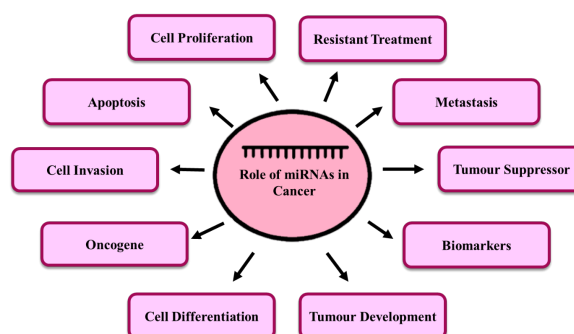 Cell Proliferation
Resistant Treatment
Apoptosis
Metastasis
Cell Invasion
Role of miRNAs in
Cancer
Tumour Suppressor
Oncogene
Biomarkers
Cell Differentiation
Tumour Development